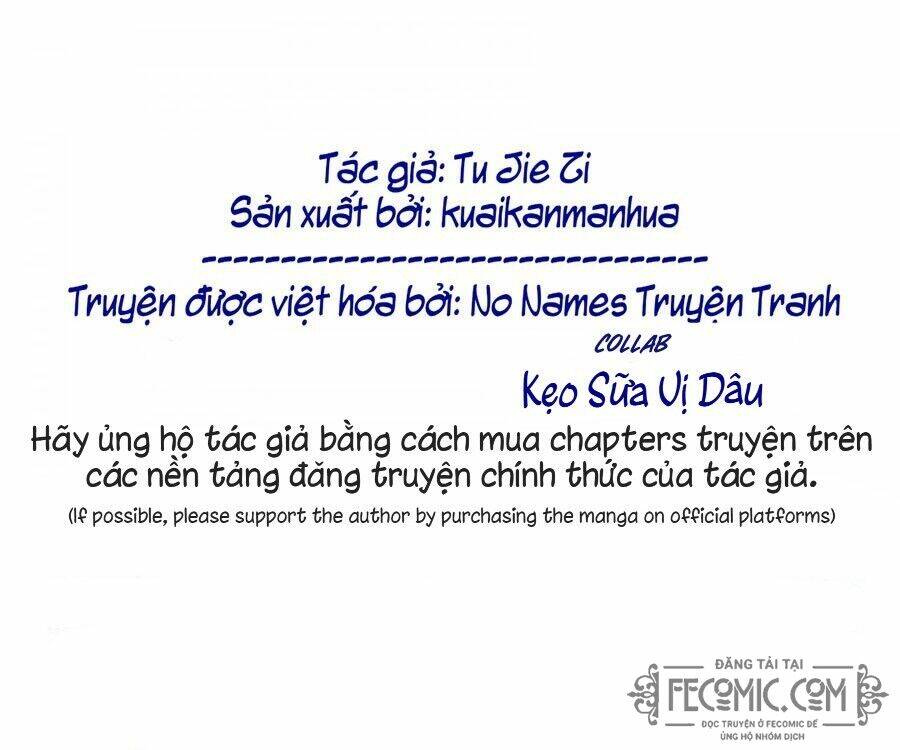 Tác giả: Tu Jie Zi
Sản xuất bởi: kuaikanmanhua
--------------------------------
Truyện được việt hóa bởi: No Names Truyện Tranh
COLLAB
Kẹo Sữa Vị Dâu
Hãy ủng hộ tác giả bằng cách mua chapters truyện trên
các nền tảng đăng truyện chính thức của tác giả.
(If possible, please support the author by purchasing the manga on official platforms)
ĐĂNG TẢI TẠI
FECOMIC.COM
ĐỌC TRUYỆN Ở FECOMIC ĐỂ
ỦNG HỘ NHÓM DỊCH